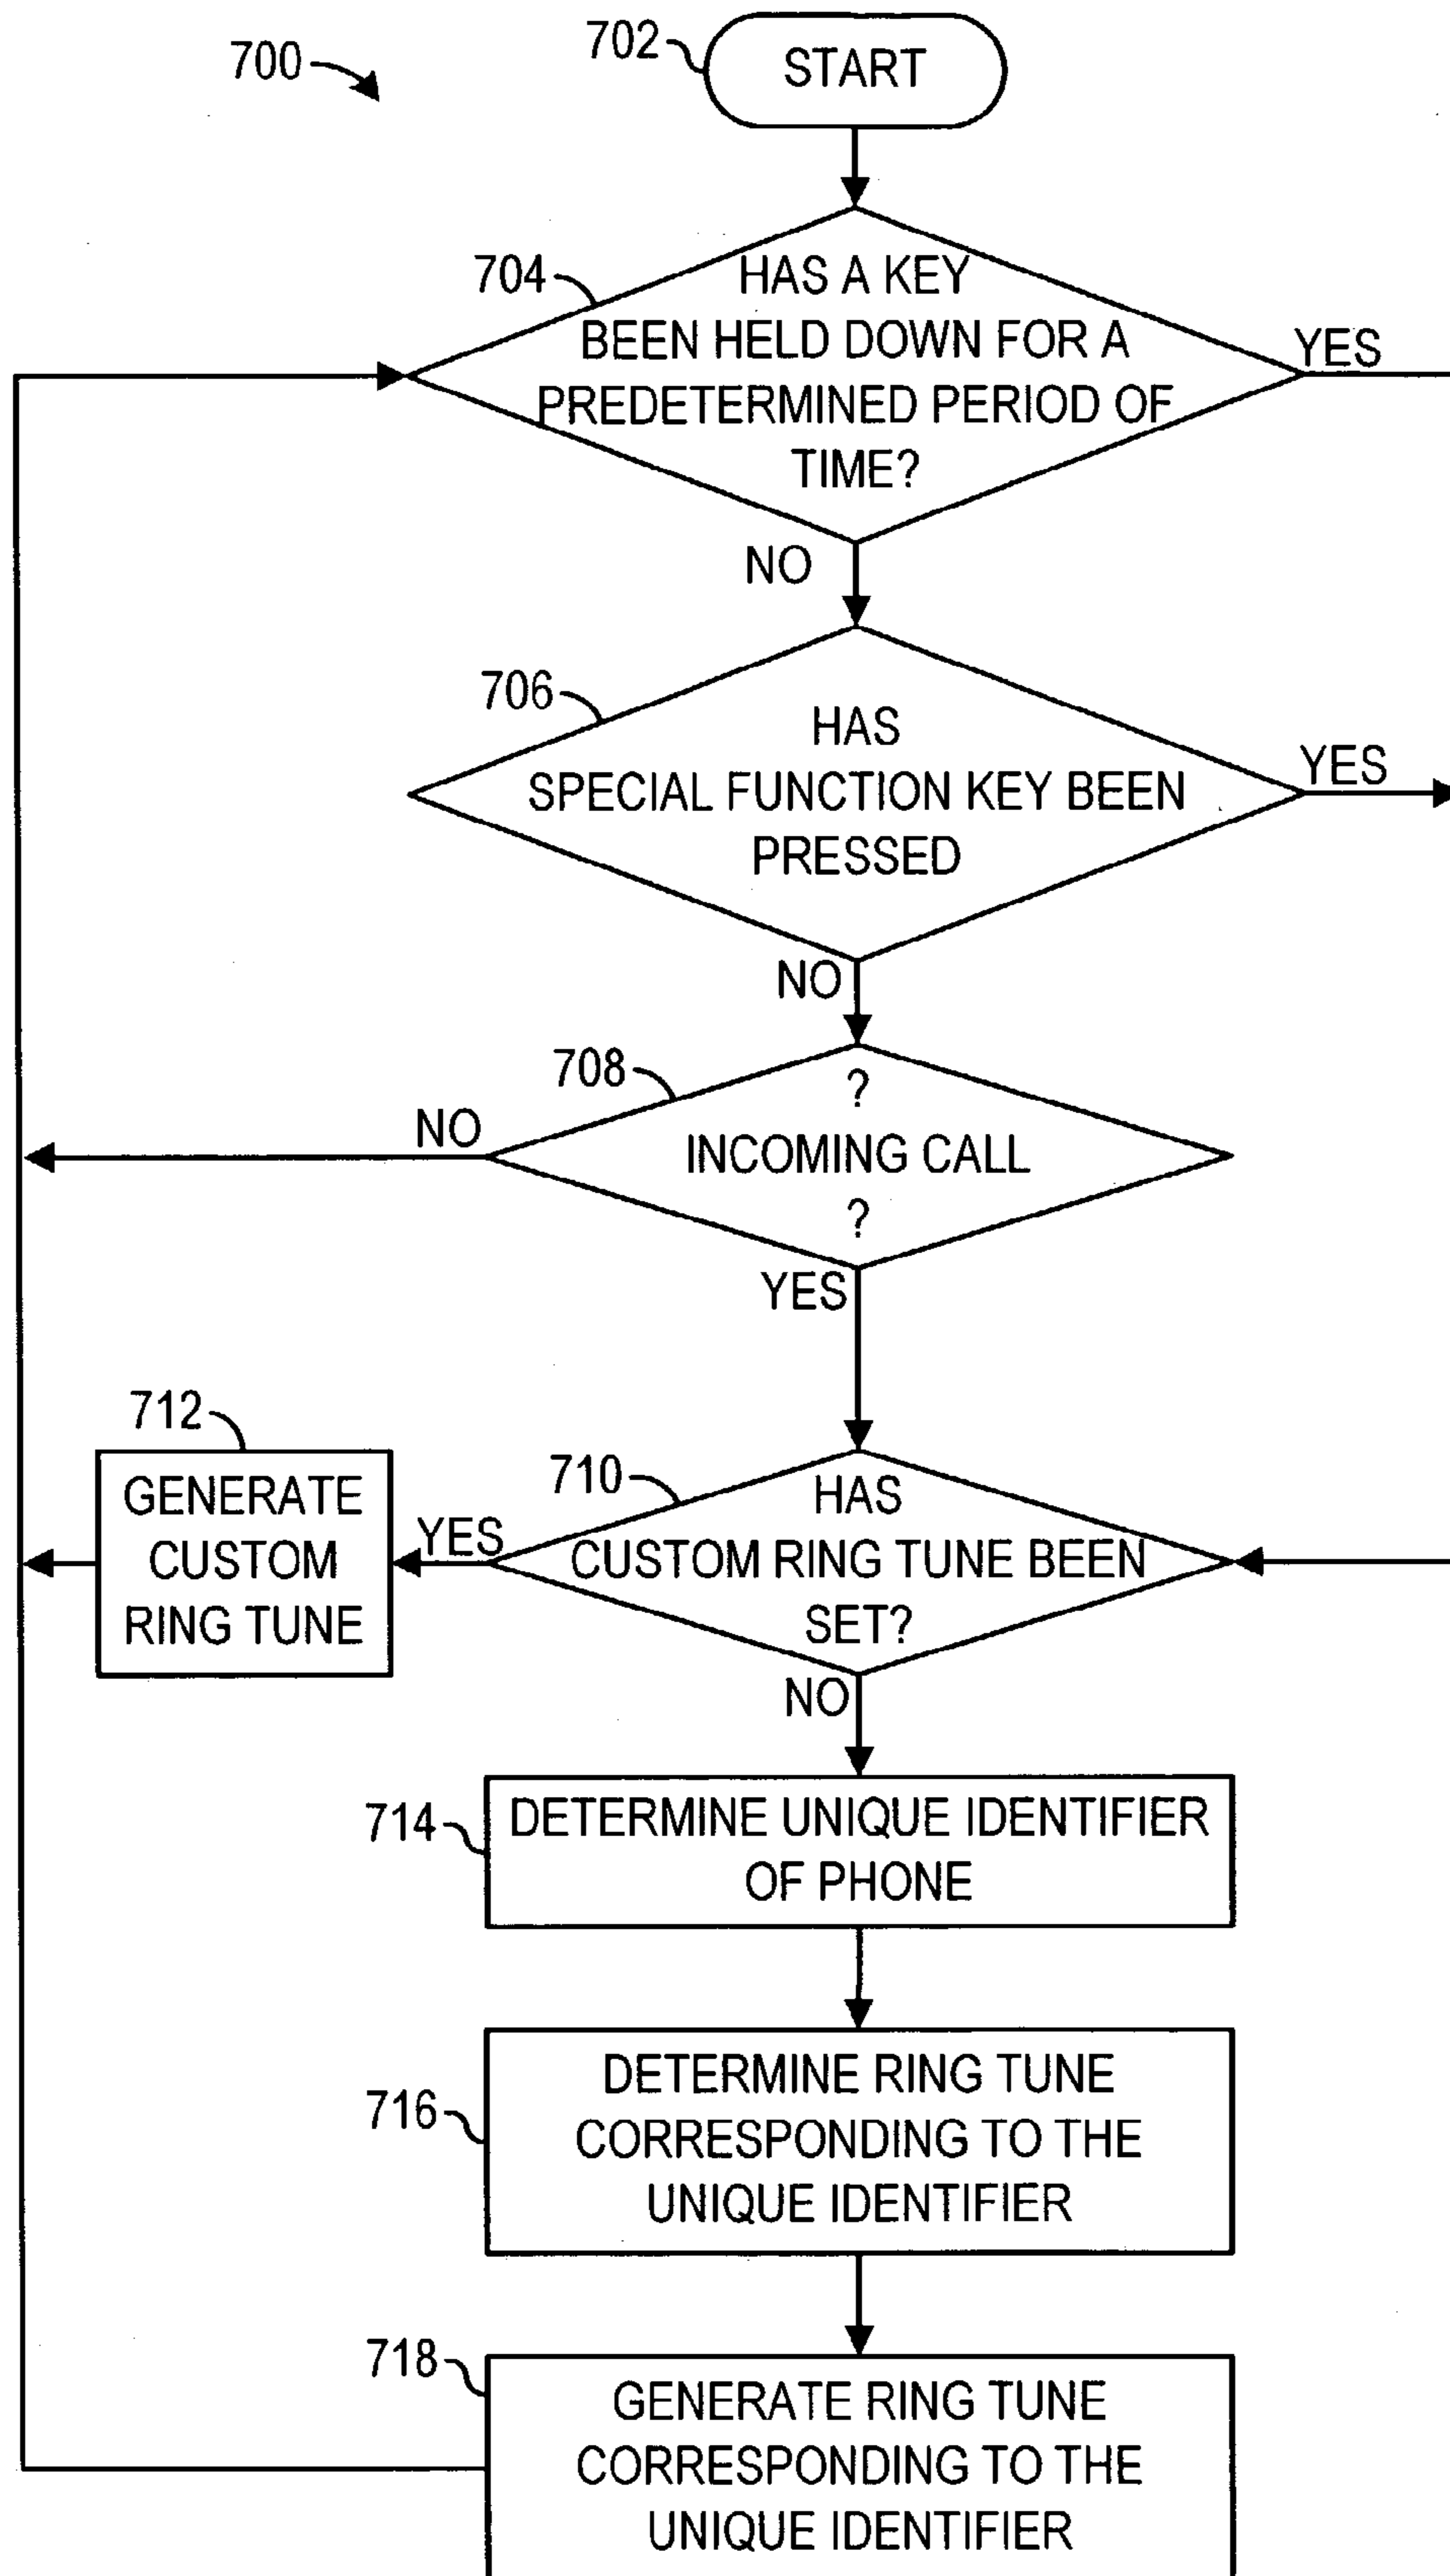 700
702
START
704
HAS A KEY
BEEN HELD DOWN FOR A
PREDETERMINED PERIOD OF
TIME?
YES
NO
706
HAS
SPECIAL FUNCTION KEY BEEN
PRESSED
YES
NO
708
?
INCOMING CALL
?
NO
YES
712
GENERATE
CUSTOM
RING TUNE
YES
710
HAS
CUSTOM RING TUNE BEEN
SET?
NO
714
DETERMINE UNIQUE IDENTIFIER
OF PHONE
716
DETERMINE RING TUNE
CORRESPONDING TO THE
UNIQUE IDENTIFIER
718
GENERATE RING TUNE
CORRESPONDING TO THE
UNIQUE IDENTIFIER